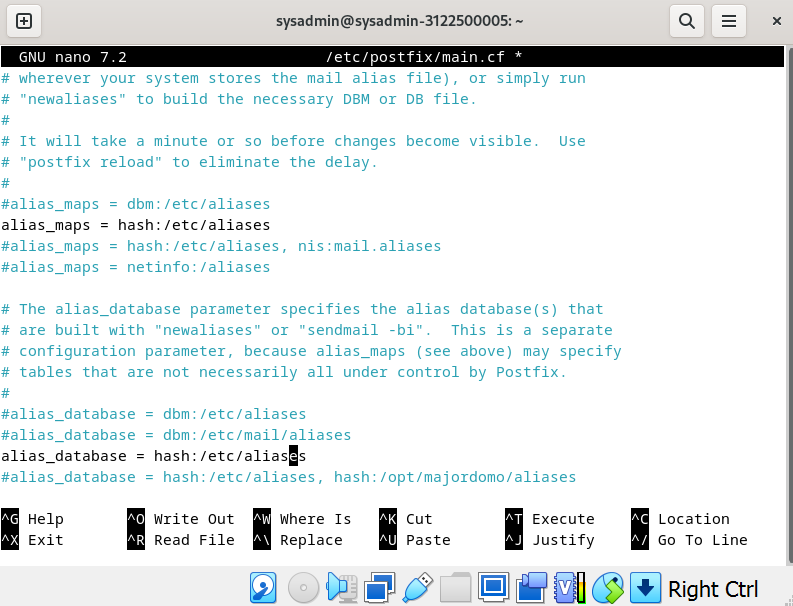 sysadmin@sysadmin-3122500005: ~
GNU nano 7.2 /etc/postfix/main.cf *
# wherever your system stores the mail alias file), or simply run
# "newaliases" to build the necessary DBM or DB file.
#
# It will take a minute or so before changes become visible.  Use
# "postfix reload" to eliminate the delay.
#
#alias_maps = dbm:/etc/aliases
alias_maps = hash:/etc/aliases
#alias_maps = hash:/etc/aliases, nis:mail.aliases
#alias_maps = netinfo:/aliases
# The alias_database parameter specifies the alias database(s) that
# are built with "newaliases" or "sendmail -bi".  This is a separate
# configuration parameter, because alias_maps (see above) may specify
# tables that are not necessarily all under control by Postfix.
#
#alias_database = dbm:/etc/aliases
#alias_database = dbm:/etc/mail/aliases
alias_database = hash:/etc/aliases
#alias_database = hash:/etc/aliases, hash:/opt/majordomo/aliases
^G Help ^O Write Out ^W Where Is ^K Cut ^T Execute ^C Location
^X Exit ^R Read File ^\ Replace ^U Paste ^J Justify ^/ Go To Line
Right Ctrl